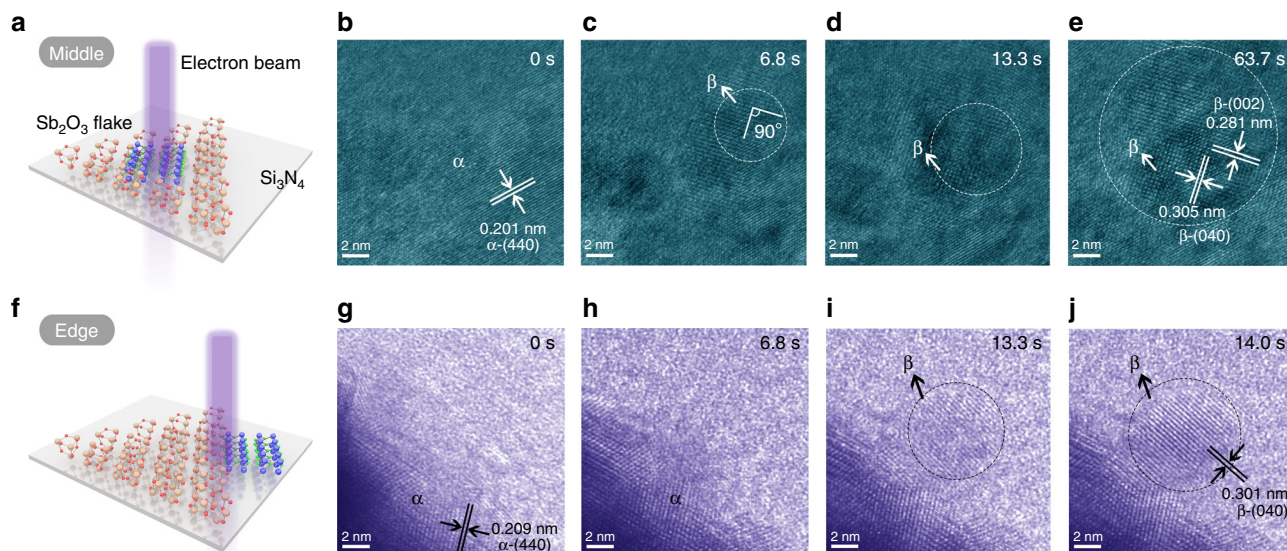 a
Middle
Electron beam
Sb₂O₃ flake
Si₃N₄
b
0 s
α
0.201 nm
α-(440)
2 nm
c
6.8 s
β
90°
2 nm
d
13.3 s
β
2 nm
e
63.7 s
β-(002)
0.281 nm
β
0.305 nm
β-(040)
2 nm
f
Edge
g
0 s
α
0.209 nm
α-(440)
2 nm
h
6.8 s
α
2 nm
i
13.3 s
β
2 nm
j
14.0 s
β
0.301 nm
β-(040)
2 nm